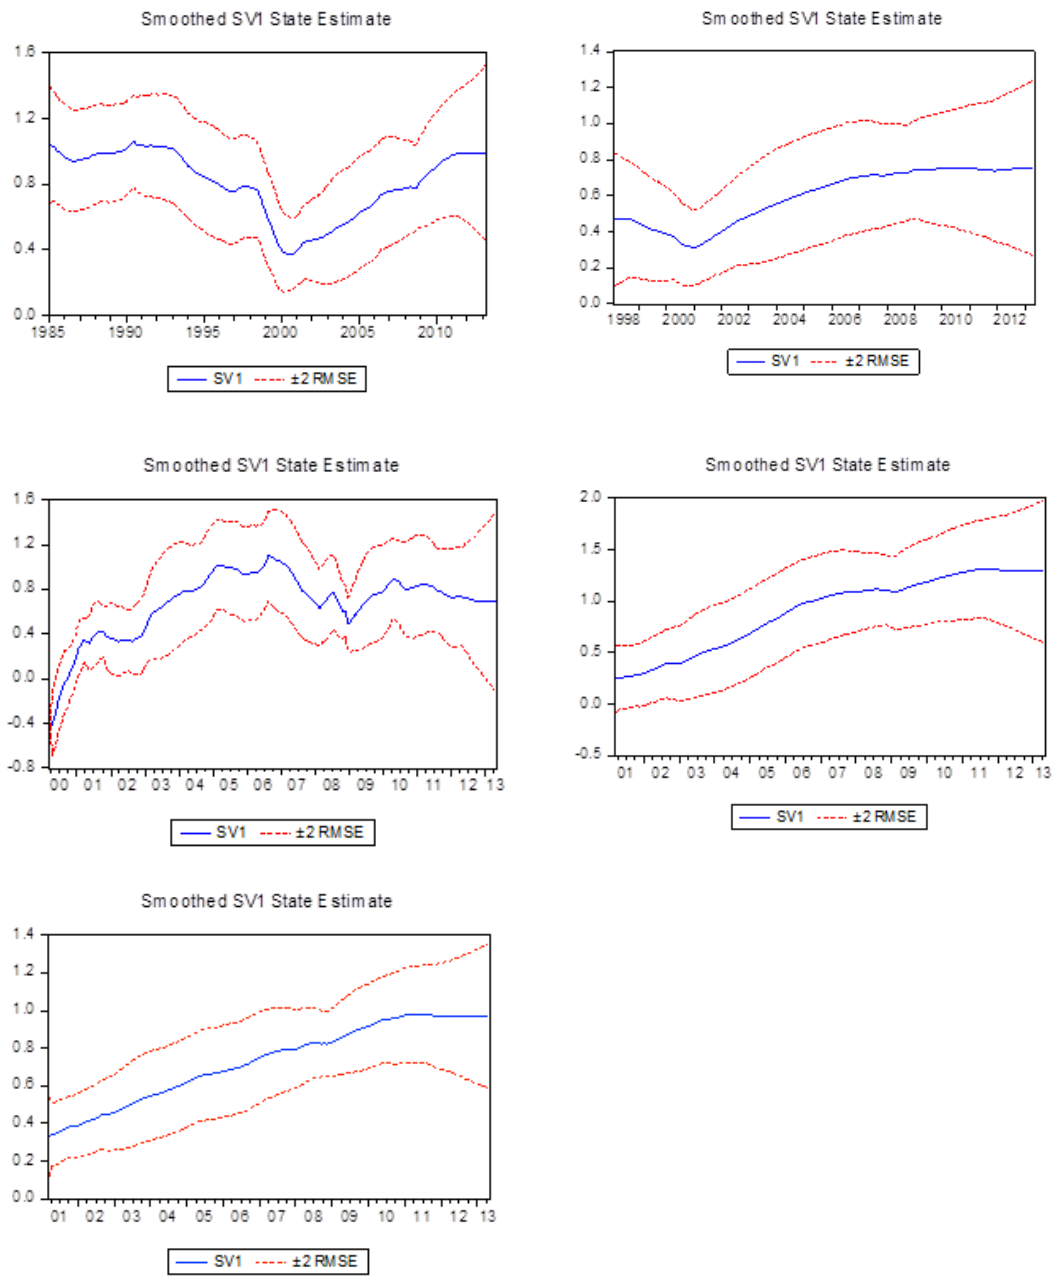 Smoothed SV1 State Estimate
1.6
1.2
0.8
0.4
0.0
1985 1990 1995 2000 2005 2010
SV1 ±2 RMSE
Smoothed SV1 State Estimate
1.4
1.2
1.0
0.8
0.6
0.4
0.2
0.0
1998 2000 2002 2004 2006 2008 2010 2012
SV1 ±2 RMSE
Smoothed SV1 State Estimate
1.6
1.2
0.8
0.4
0.0
-0.4
-0.8
00 01 02 03 04 05 06 07 08 09 10 11 12 13
SV1 ±2 RMSE
Smoothed SV1 State Estimate
2.0
1.5
1.0
0.5
0.0
-0.5
01 02 03 04 05 06 07 08 09 10 11 12 13
SV1 ±2 RMSE
Smoothed SV1 State Estimate
1.4
1.2
1.0
0.8
0.6
0.4
0.2
0.0
01 02 03 04 05 06 07 08 09 10 11 12 13
SV1 ±2 RMSE